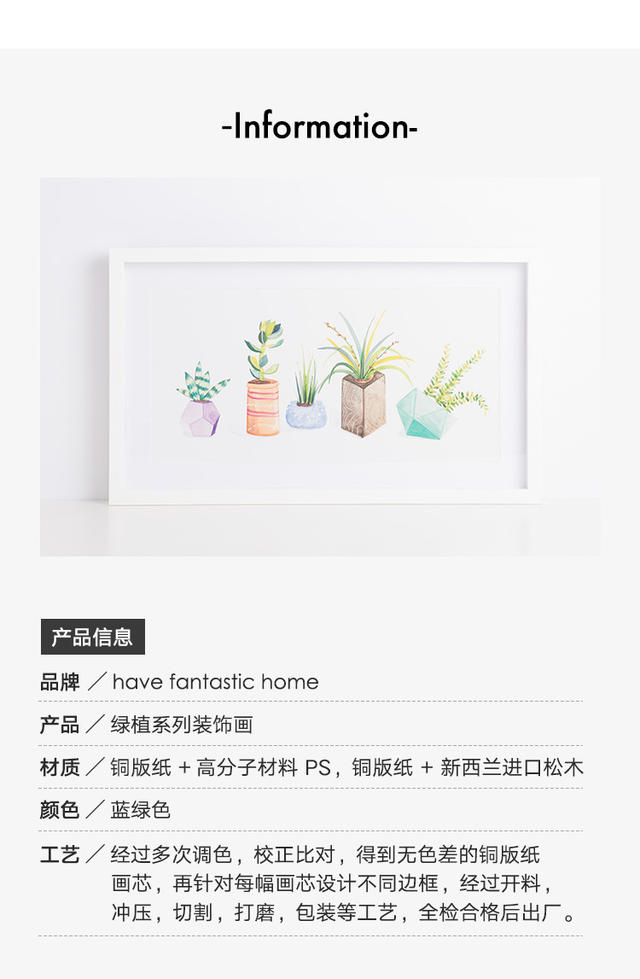 -Information-
产品信息
品牌 ／ have fantastic home
产品 ／ 绿植系列装饰画
材质 ／ 铜版纸 + 高分子材料 PS，铜版纸 + 新西兰进口松木
颜色 ／ 蓝绿色
工艺 ／ 经过多次调色，校正比对，得到无色差的铜版纸
画芯，再针对每幅画芯设计不同边框，经过开料，
冲压，切割，打磨，包装等工艺，全检合格后出厂。